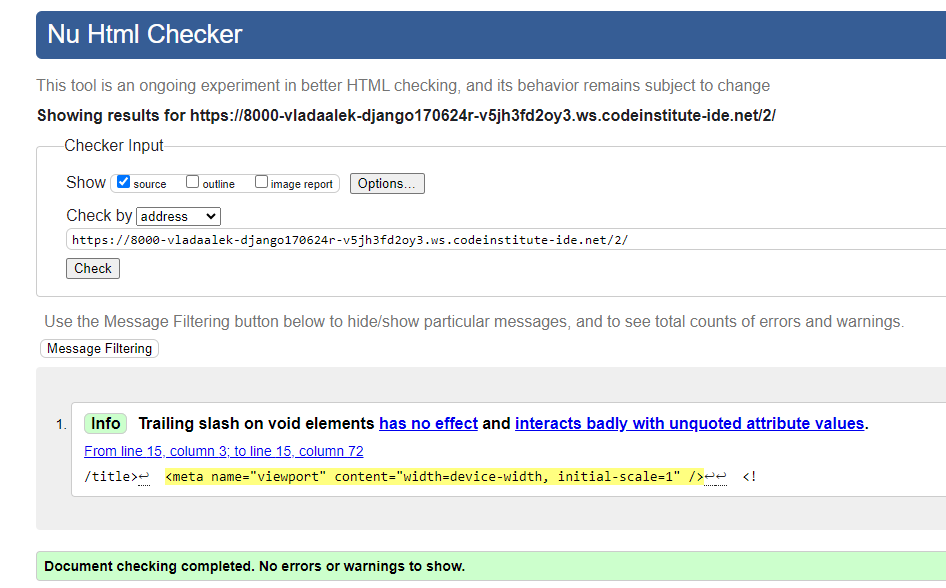 Nu Html Checker
This tool is an ongoing experiment in better HTML checking, and its behavior remains subject to change
Showing results for https://8000-vladaalek-django170624r-v5jh3fd2oy3.ws.codeinstitute-ide.net/2/
Checker Input
Show source outline image report Options...
Check by address
https://8000-vladaalek-django170624r-v5jh3fd2oy3.ws.codeinstitute-ide.net/2/
Check
Use the Message Filtering button below to hide/show particular messages, and to see total counts of errors and warnings.
Message Filtering
1. Info Trailing slash on void elements has no effect and interacts badly with unquoted attribute values.
From line 15, column 3; to line 15, column 72
/title>↩ <meta name="viewport" content="width=device-width, initial-scale=1" />↩↩ <!
Document checking completed. No errors or warnings to show.